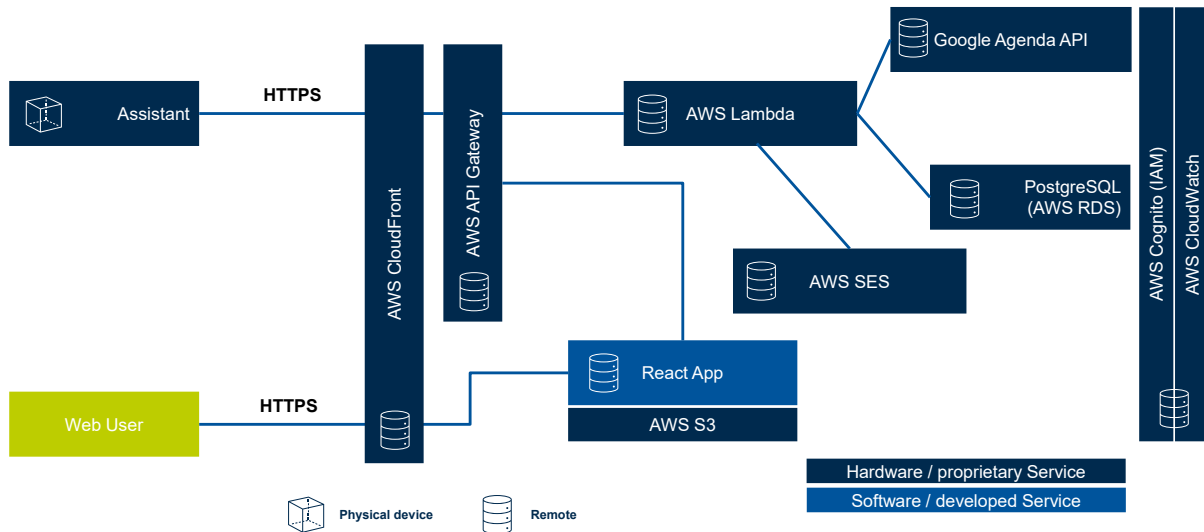 Google Agenda API
HTTPS
Assistant
AWS Lambda
AWS CloudFront
AWS API Gateway
PostgreSQL
(AWS RDS)
AWS Cognito (IAM)
AWS CloudWatch
AWS SES
React App
AWS S3
HTTPS
Web User
Hardware / proprietary Service
Software / developed Service
Physical device
Remote